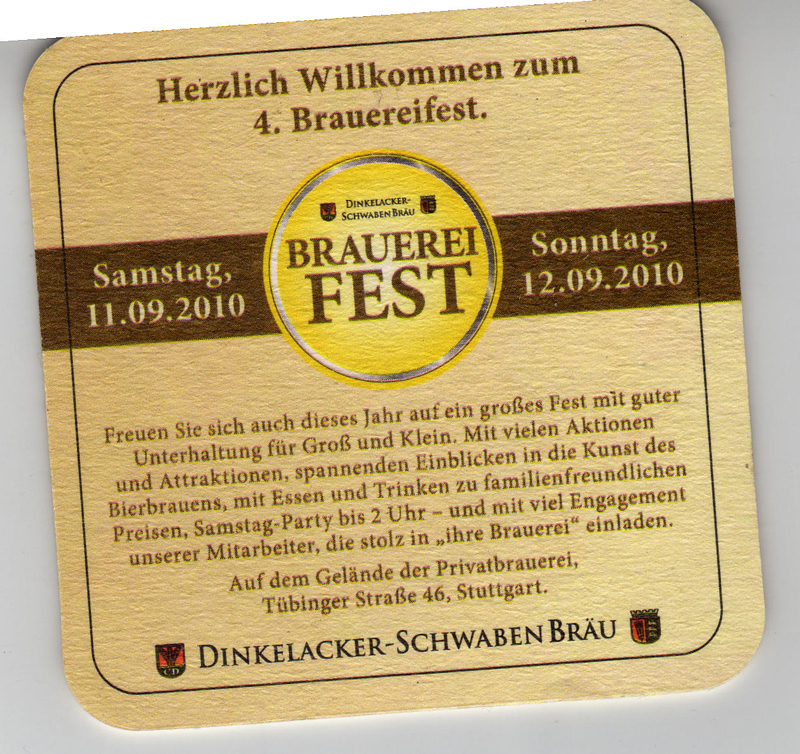 Herzlich Willkommen zum
4. Brauereifest.
DINKELACKER-
SCHWABENBRÄU
BRAUEREI
FEST
Samstag,
11.09.2010
Sonntag,
12.09.2010
Freuen Sie sich auch dieses Jahr auf ein großes Fest mit guter
Unterhaltung für Groß und Klein. Mit vielen Aktionen
und Attraktionen, spannenden Einblicken in die Kunst des
Bierbrauens, mit Essen und Trinken zu familienfreundlichen
Preisen, Samstag-Party bis 2 Uhr – und mit viel Engagement
unserer Mitarbeiter, die stolz in „ihre Brauerei“ einladen.
Auf dem Gelände der Privatbrauerei,
Tübinger Straße 46, Stuttgart.
CD DINKELACKER-SCHWABENBRÄU